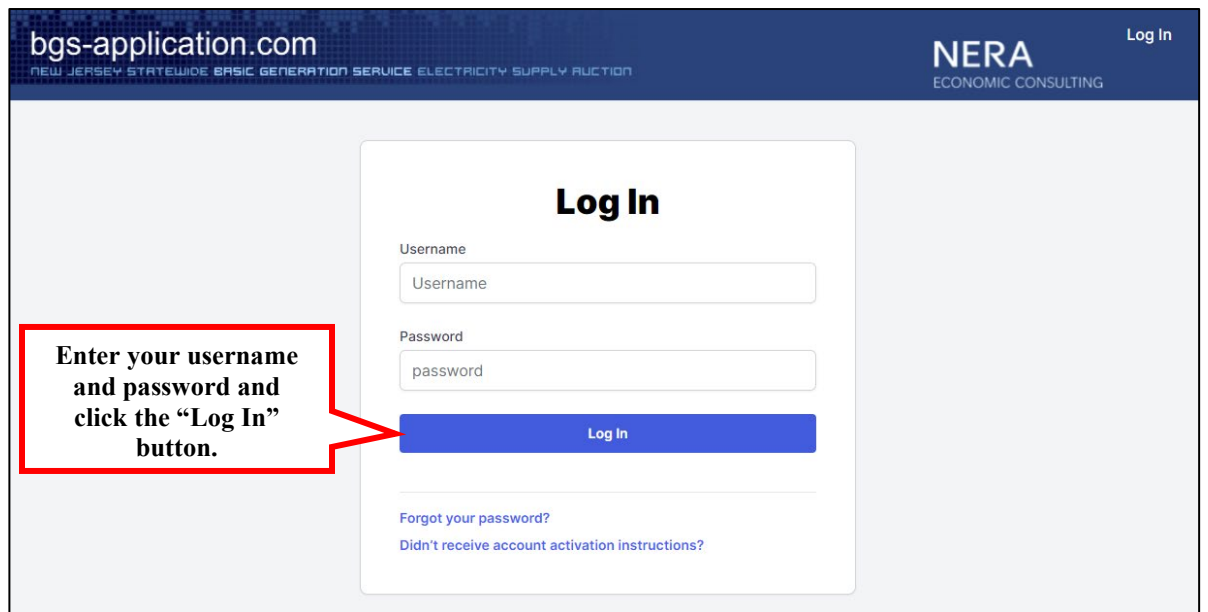 bgs-application.com
NEW JERSEY STATEWIDE BASIC GENERATION SERVICE ELECTRICITY SUPPLY AUCTION
NERA
ECONOMIC CONSULTING
Log In
Log In
Username
Username
Password
password
Log In
Enter your username
and password and
click the “Log In”
button.
Forgot your password?
Didn't receive account activation instructions?